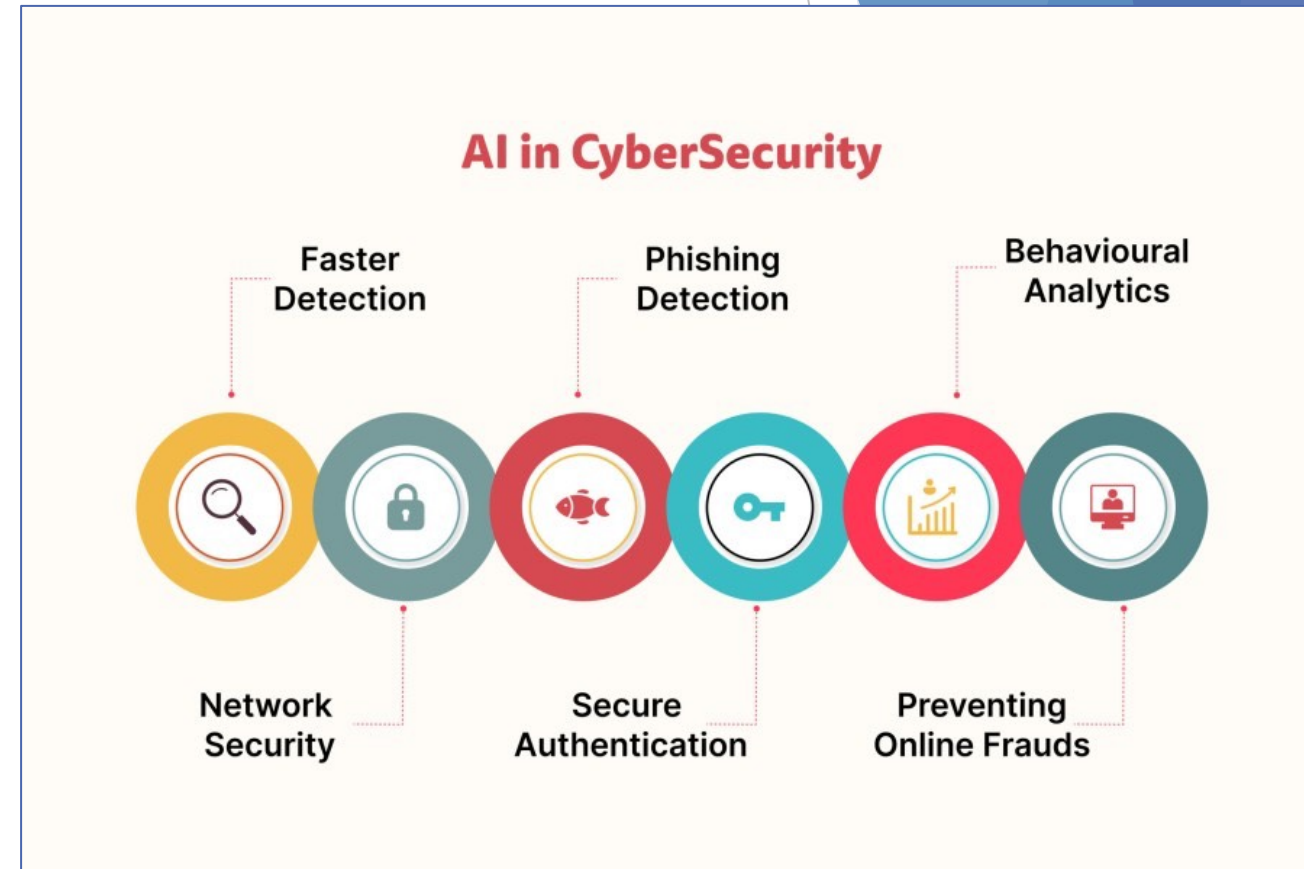 AI in CyberSecurity
Faster
Detection
Phishing
Detection
Behavioural
Analytics
Network
Security
Secure
Authentication
Preventing
Online Frauds